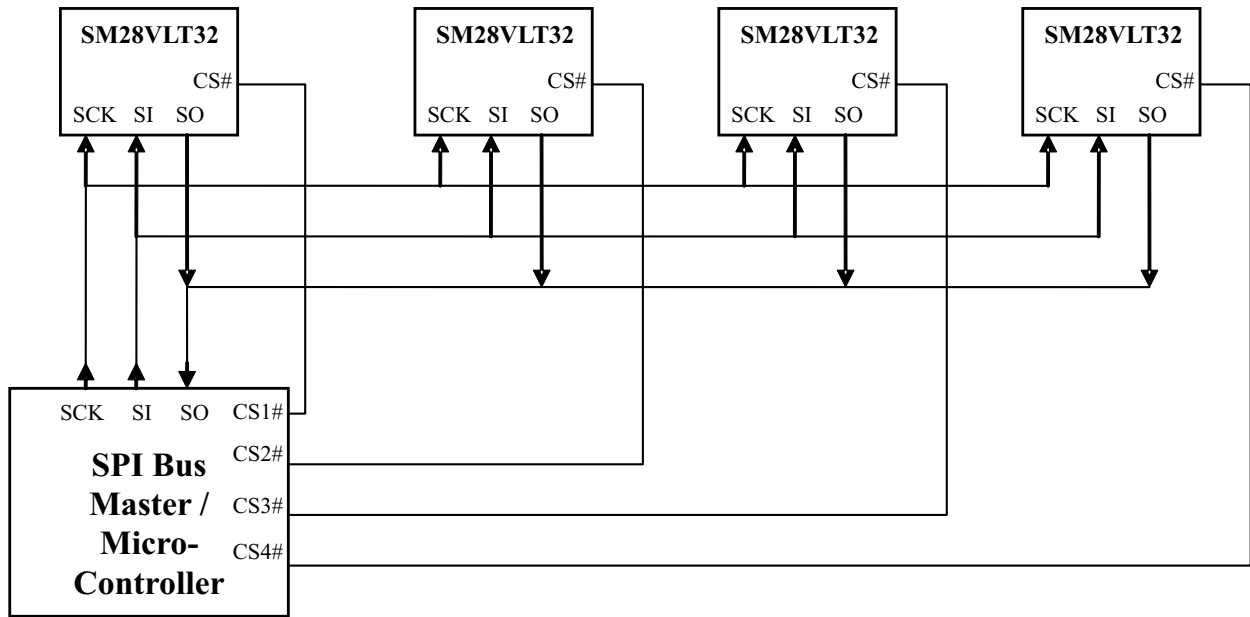 SM28VLT32 SM28VLT32 SM28VLT32 SM28VLT32
CS# CS# CS# CS#
SCK SI SO SCK SI SO SCK SI SO SCK SI SO
SCK SI SO CS1#
CS2#
SPI Bus
Master /
CS3#
Micro-
CS4#
Controller